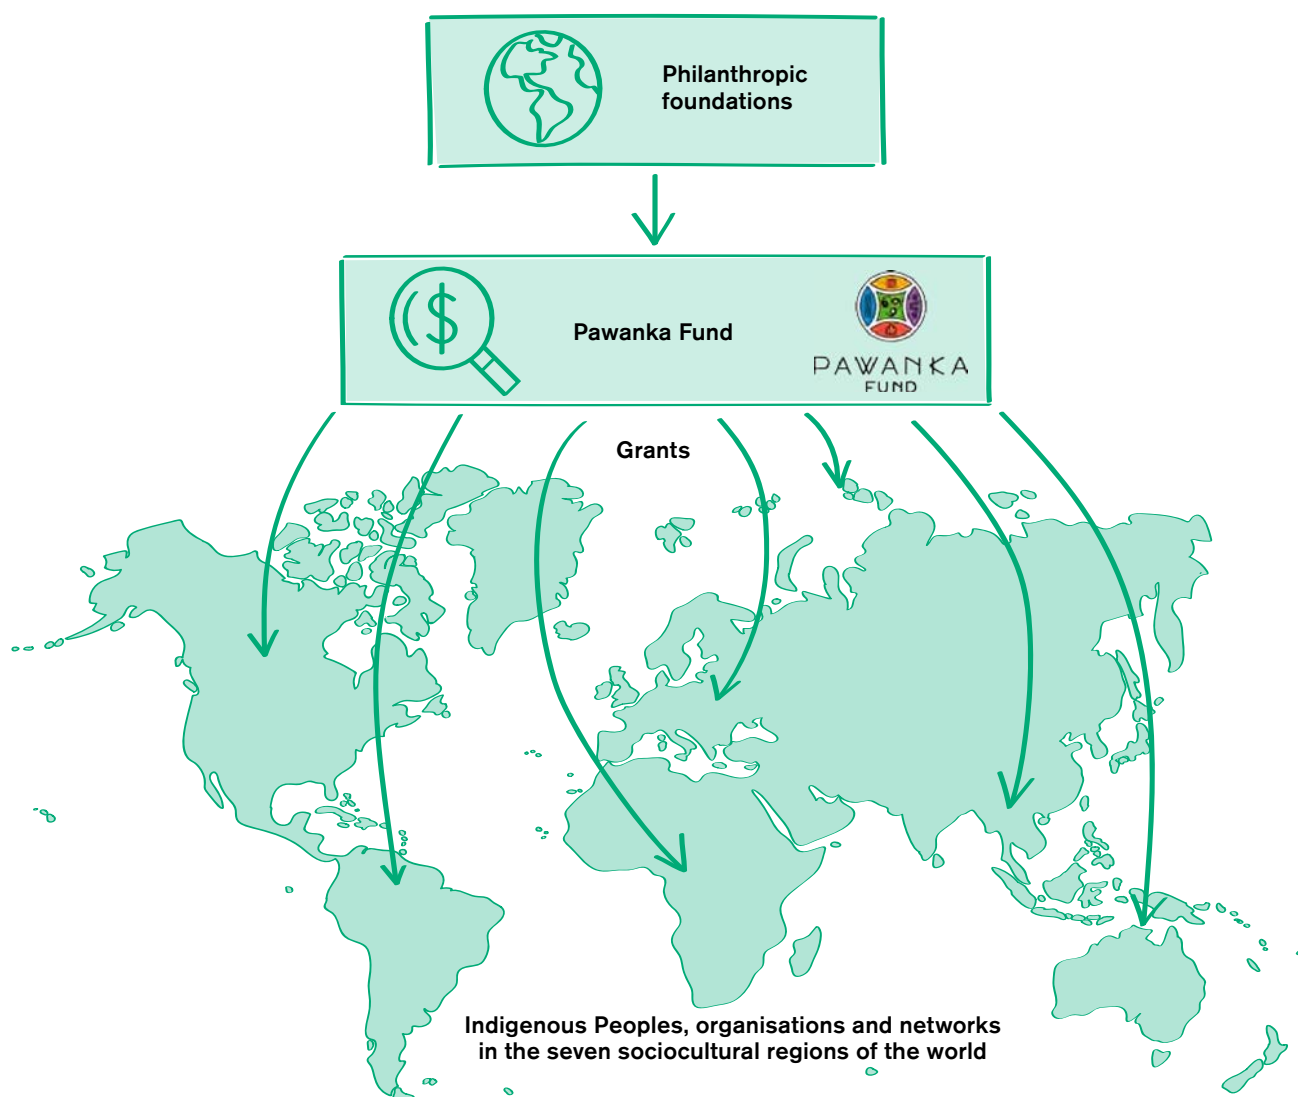 Philanthropic
foundations
Pawanka Fund
PAWANKA
FUND
Grants
Indigenous Peoples, organisations and networks
in the seven sociocultural regions of the world